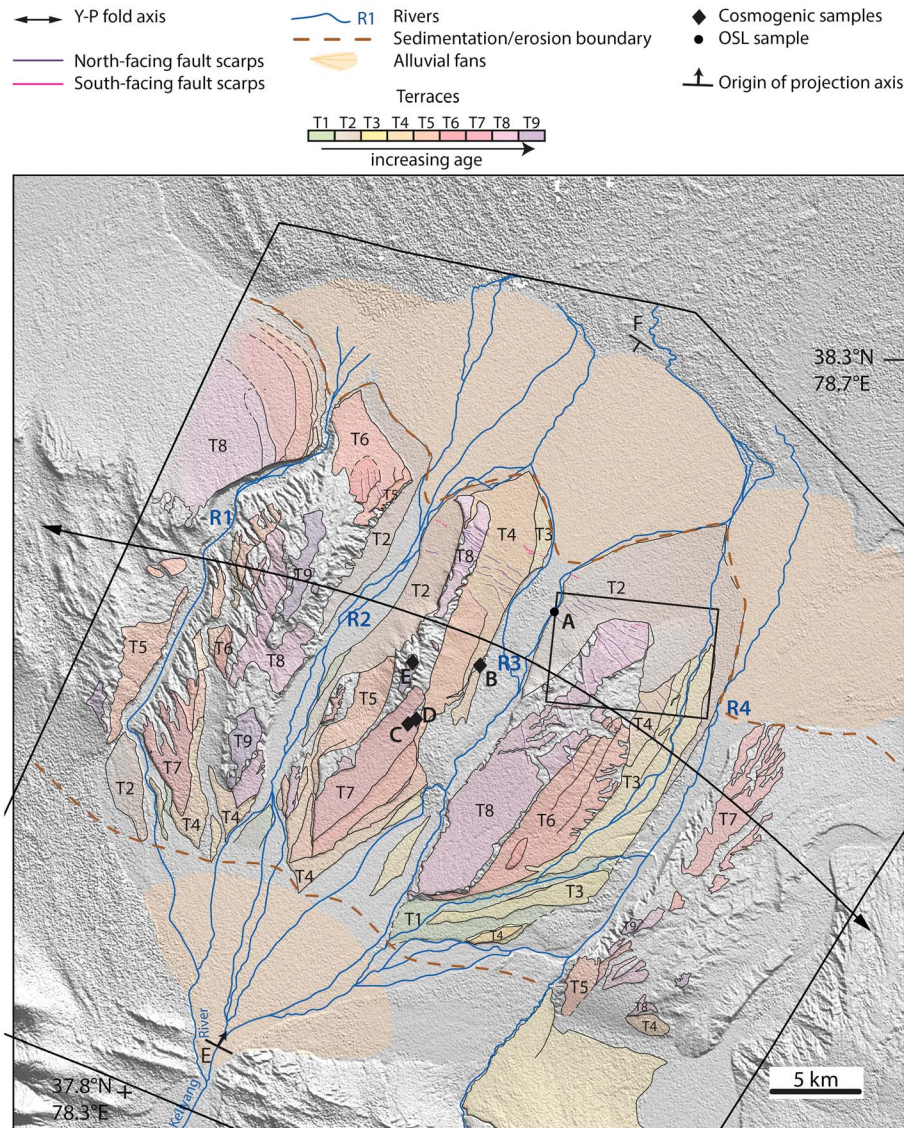 Y-P fold axis
North-facing fault scarps
South-facing fault scarps
R1 Rivers
Sedimentation/erosion boundary
Alluvial fans
Cosmogenic samples
OSL sample
Origin of projection axis
Terraces
T1 T2 T3 T4 T5 T6 T7 T8 T9
increasing age
F
38.3°N
78.7°E
T8
T6
T5
R1
T2
T4
T3
T8
T9
T2
T2
R2
A
T5
T6
T8
E
R3
B
T5
D
C
T4
R4
T9
T7
T2
T7
T3
T8
T6
T7
T4
T4
T4
T3
T1
T4
T9
T5
T8
T4
E
Keliyang River
37.8°N
78.3°E
5 km